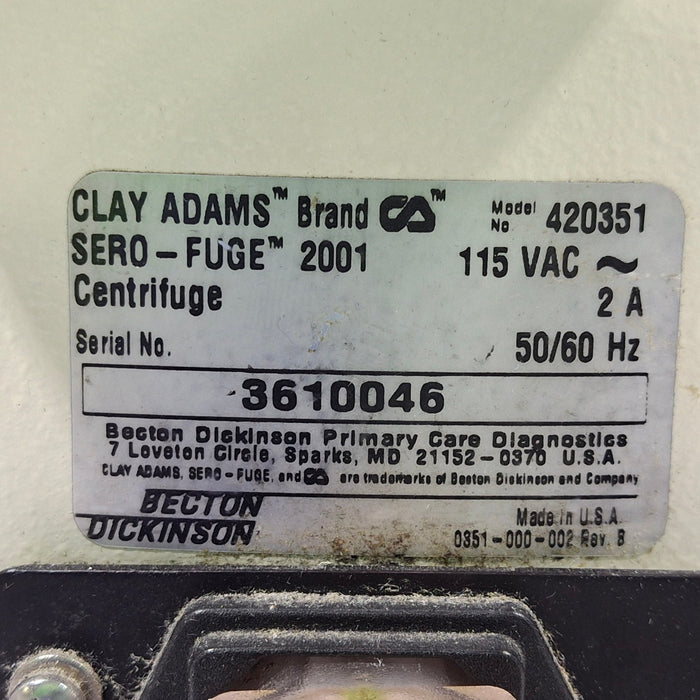 CLAY ADAMS™ Brand CA™ Model No 420351
SERO-FUGE™ 2001 115 VAC ~
Centrifuge 2 A
Serial No. 50/60 Hz
3610046
Becton Dickinson Primary Care Diagnostics
7 Loveton Circle, Sparks, MD 21152-0370 U.S.A.
CLAY ADAMS, SERO-FUGE, and CA are trademarks of Becton Dickinson and Company
BECTON
DICKINSON
Made in U.S.A.
0351-000-002 Rev. B